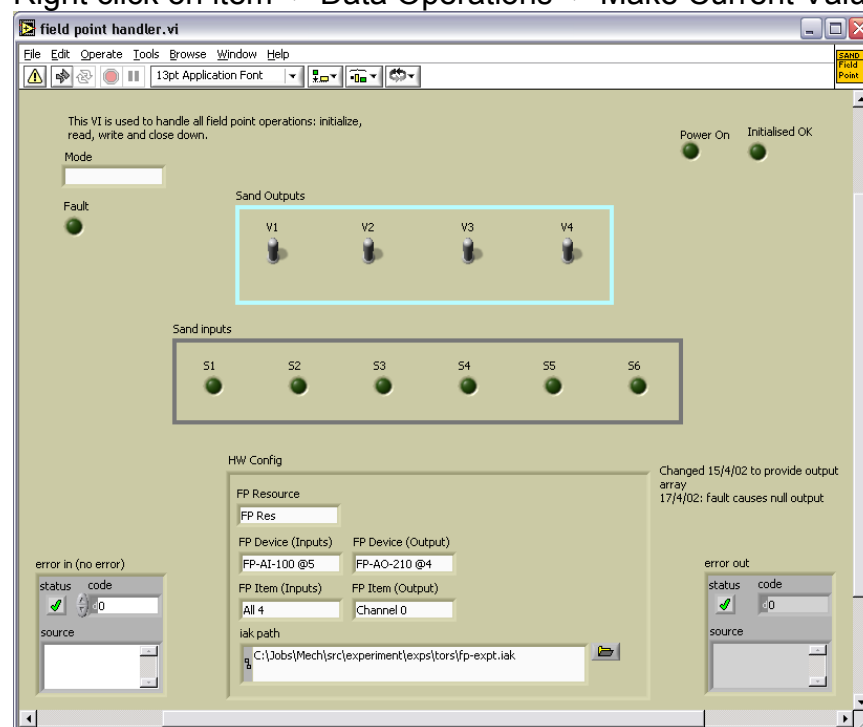 Right click on item > Data Operations > Make Current Valu
field point handler.vi
File Edit Operate Tools Browse Window Help
13pt Application Font
SAND
Field
Point
This VI is used to handle all field point operations: initialize,
read, write and close down.
Power On Initialised OK
Mode
Fault
Sand Outputs
V1 V2 V3 V4
Sand inputs
S1 S2 S3 S4 S5 S6
HW Config
FP Resource
FP Res
FP Device (Inputs) FP Device (Output)
FP-AI-100 @5 FP-AO-210 @4
FP Item (Inputs) FP Item (Output)
All 4 Channel 0
iak path
C:\Jobs\Mech\src\experiment\exps\tors\fp-expt.iak
Changed 15/4/02 to provide output
array
17/4/02: fault causes null output
error in (no error)
status code
d0
source
error out
status code
d0
source